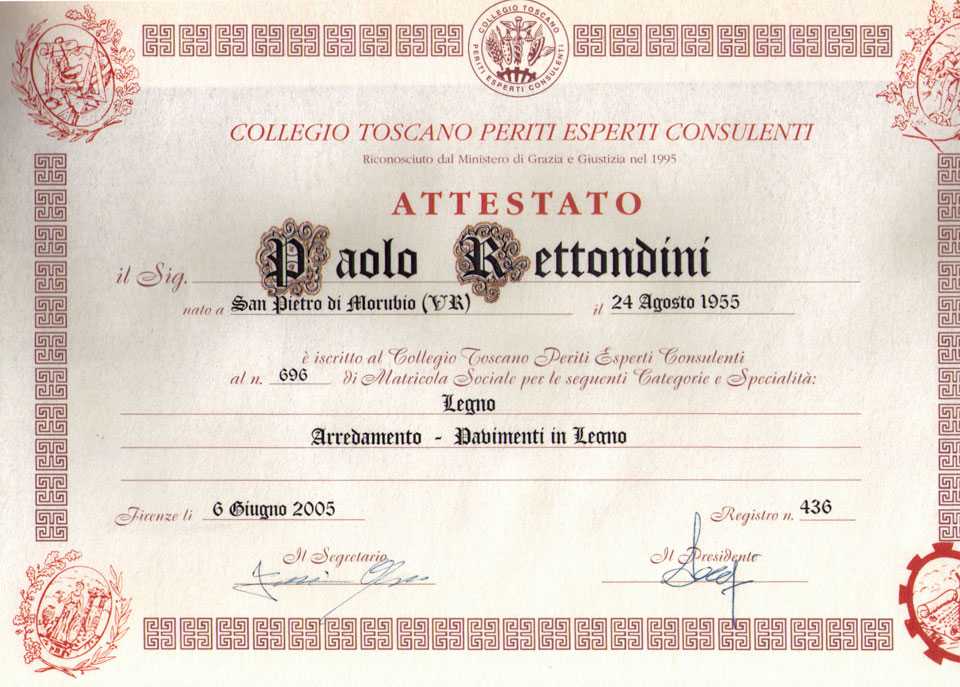 COLLEGIO TOSCANO
PERITI ESPERTI CONSULENTI
COLLEGIO TOSCANO PERITI ESPERTI CONSULENTI
Riconosciuto dal Ministero di Grazia e Giustizia nel 1995
ATTESTATO
il Sig. Paolo Rettondini
nato a San Pietro di Morubio (VR) il 24 Agosto 1955
è iscritto al Collegio Toscano Periti Esperti Consulenti
al n. 696 di Matricola Sociale per le seguenti Categorie e Specialità:
Legno
Arredamento - Pavimenti in Legno
Firenze li 6 Giugno 2005 Registro n. 436
Il Segretario Il Presidente